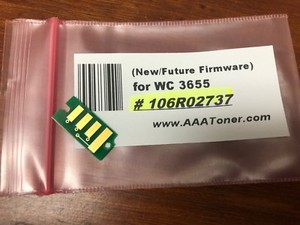 (New/Future Firmware)
for WC 3655
# 106R02737
www.AAAToner.com